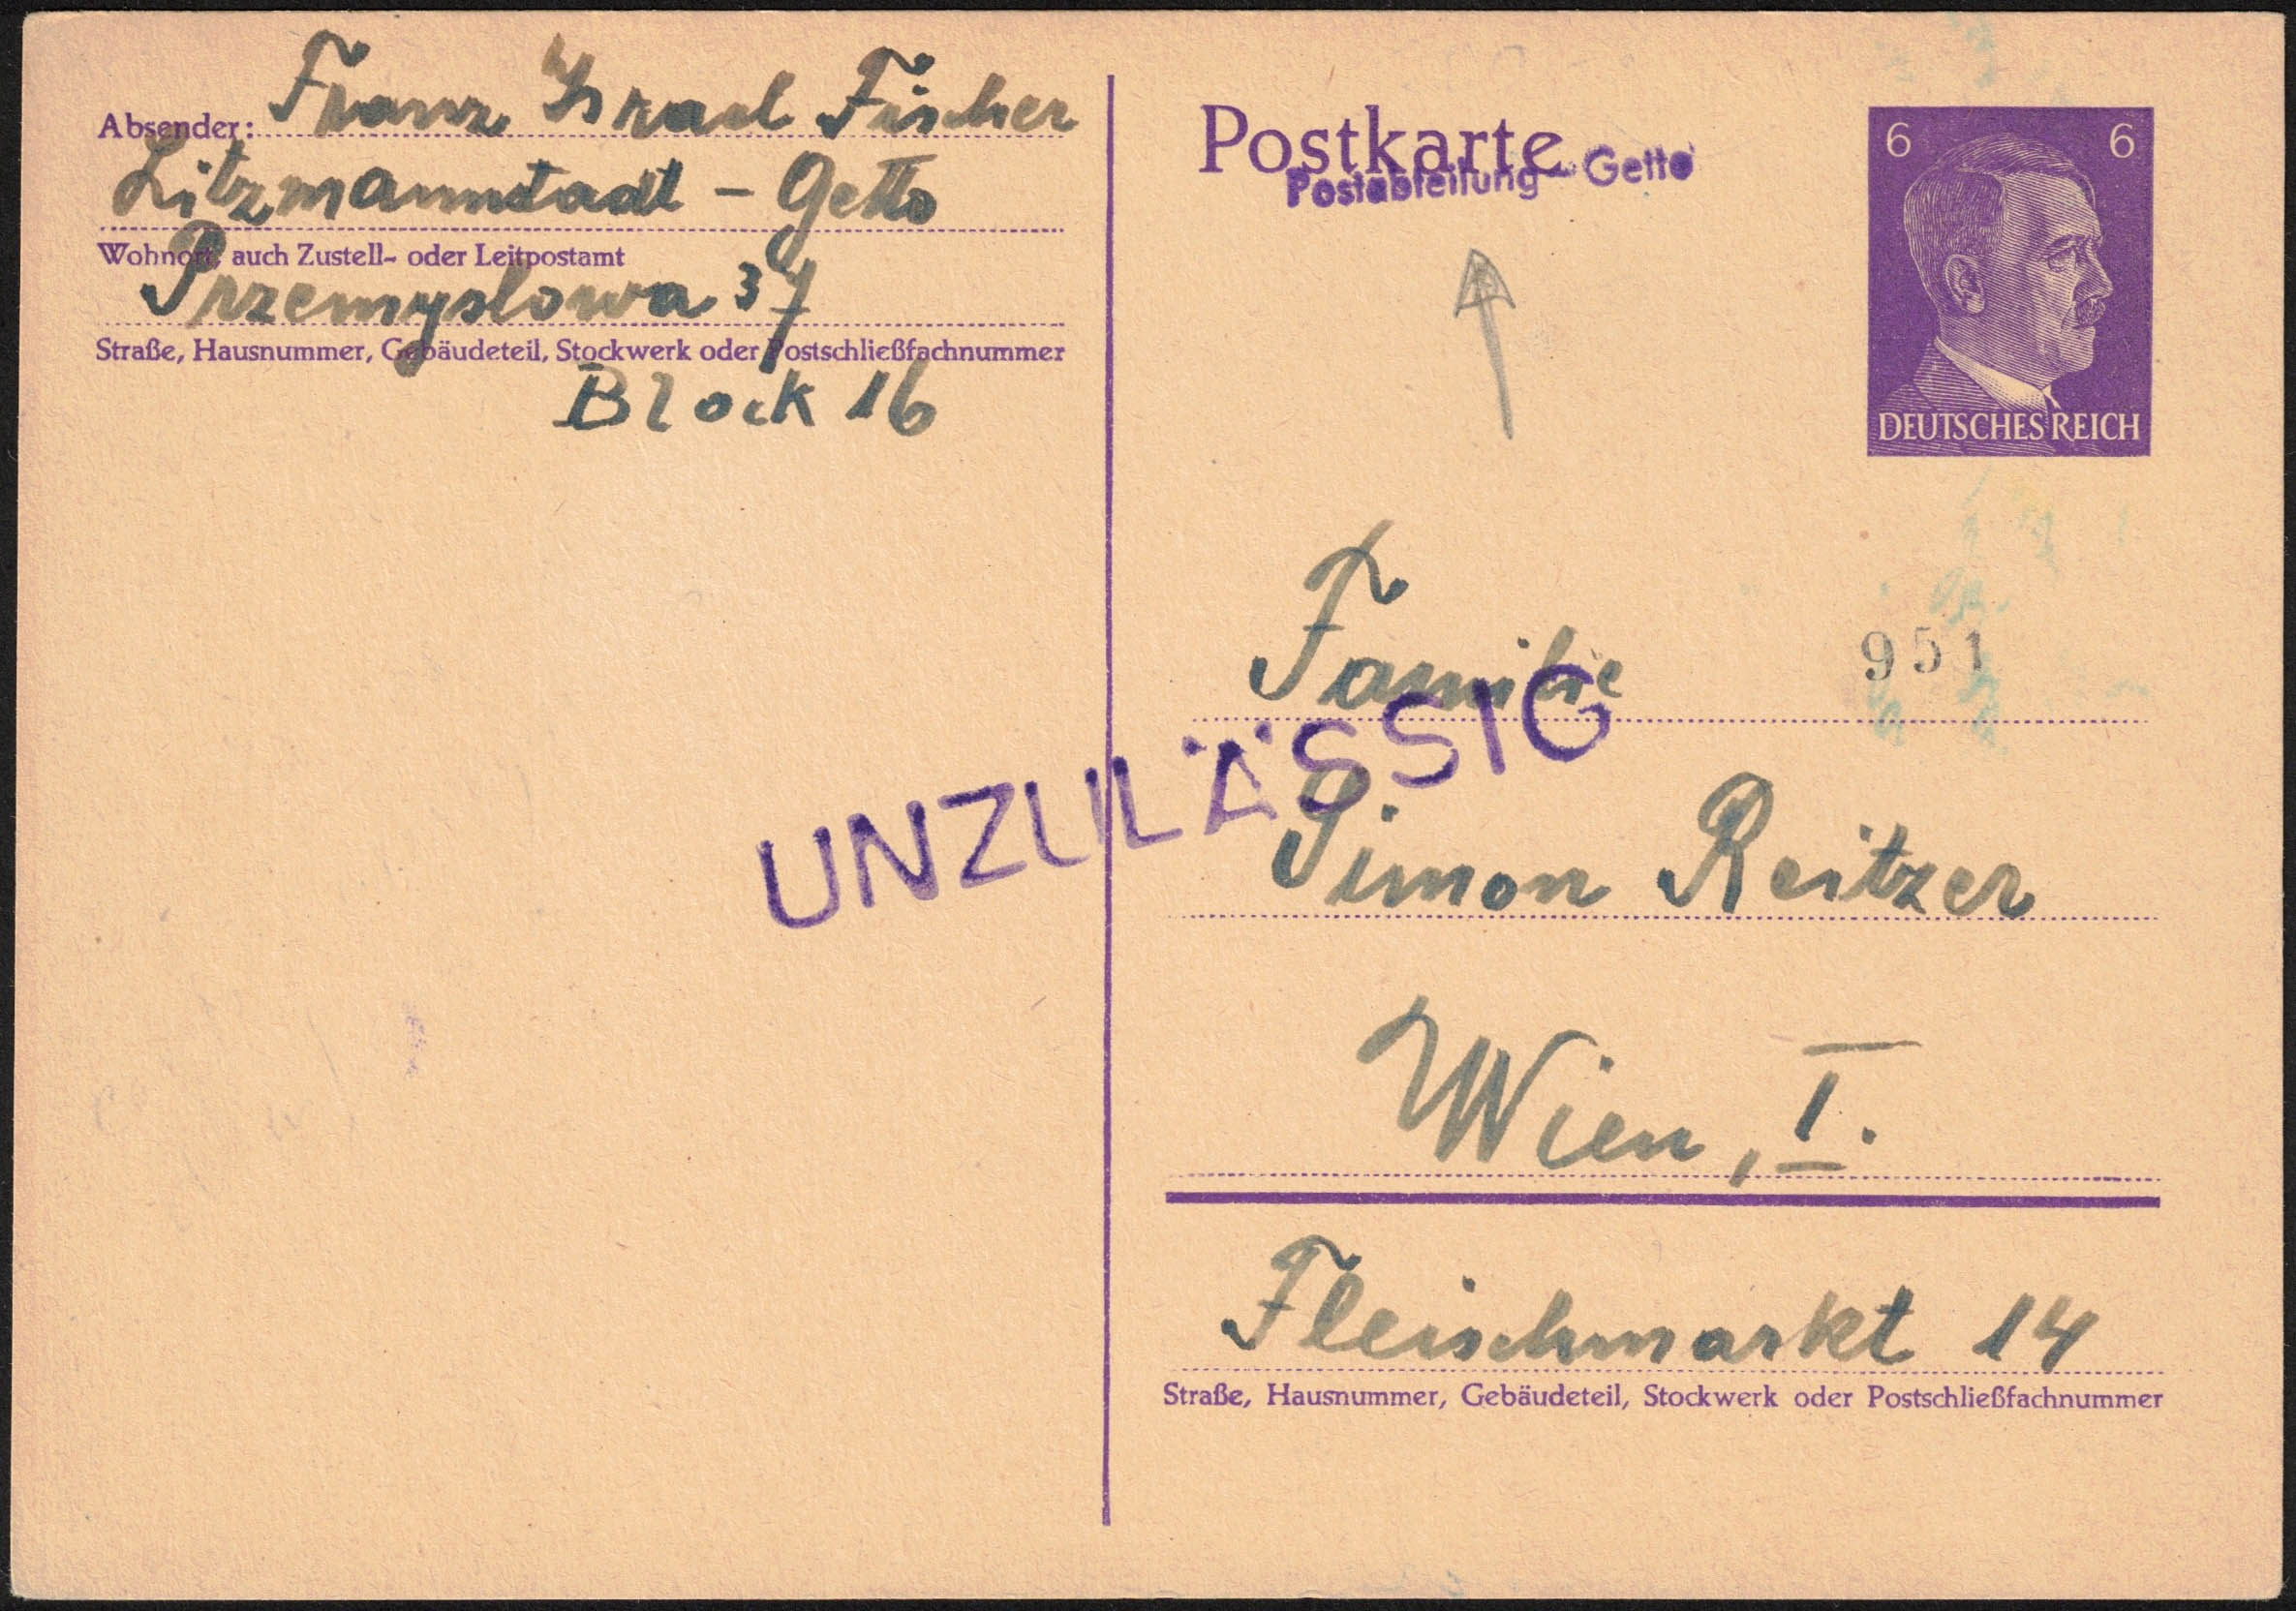 Absender: Franz Israel Fischer
Litzmannstadt - Getto
Wohnort, auch Zustell- oder Leitpostamt
Przemyslowa 37
Straße, Hausnummer, Gebäudeteil, Stockwerk oder Postschließfachnummer
Block 16
Postkarte
Postabteilung - Getto
6 6
DEUTSCHES REICH
951
Familie
UNZULÄSSIG
Simon Reitzer
Wien, I.
Fleischmarkt 14
Straße, Hausnummer, Gebäudeteil, Stockwerk oder Postschließfachnummer